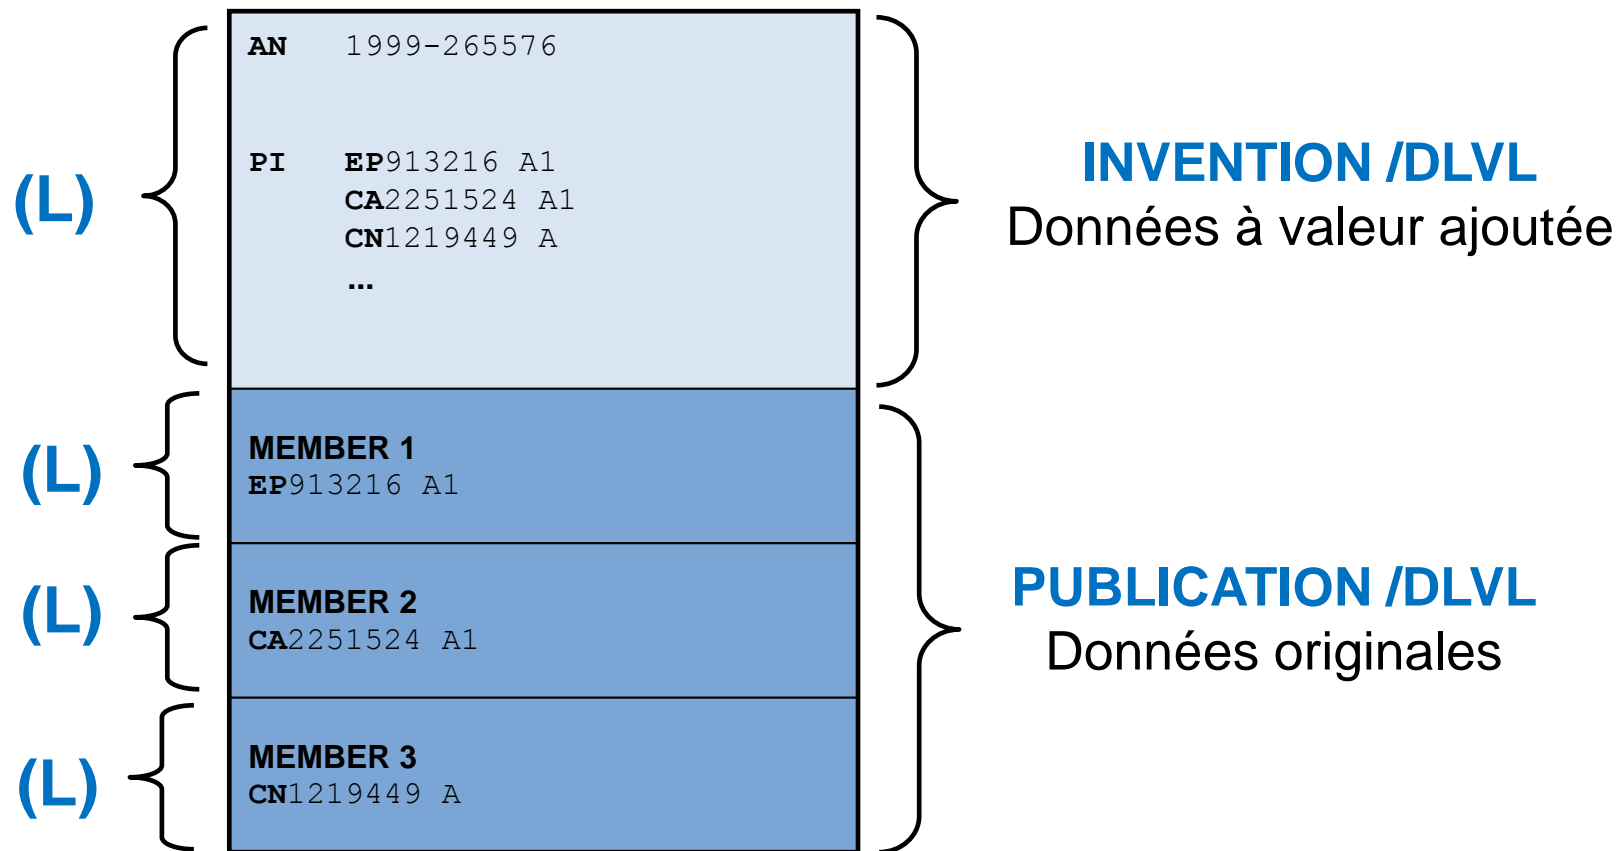 AN 1999-265576
PI EP913216 A1
CA2251524 A1
CN1219449 A
...
(L)
INVENTION /DLVL
Données à valeur ajoutée
MEMBER 1
EP913216 A1
(L)
MEMBER 2
CA2251524 A1
(L)
MEMBER 3
CN1219449 A
(L)
PUBLICATION /DLVL
Données originales